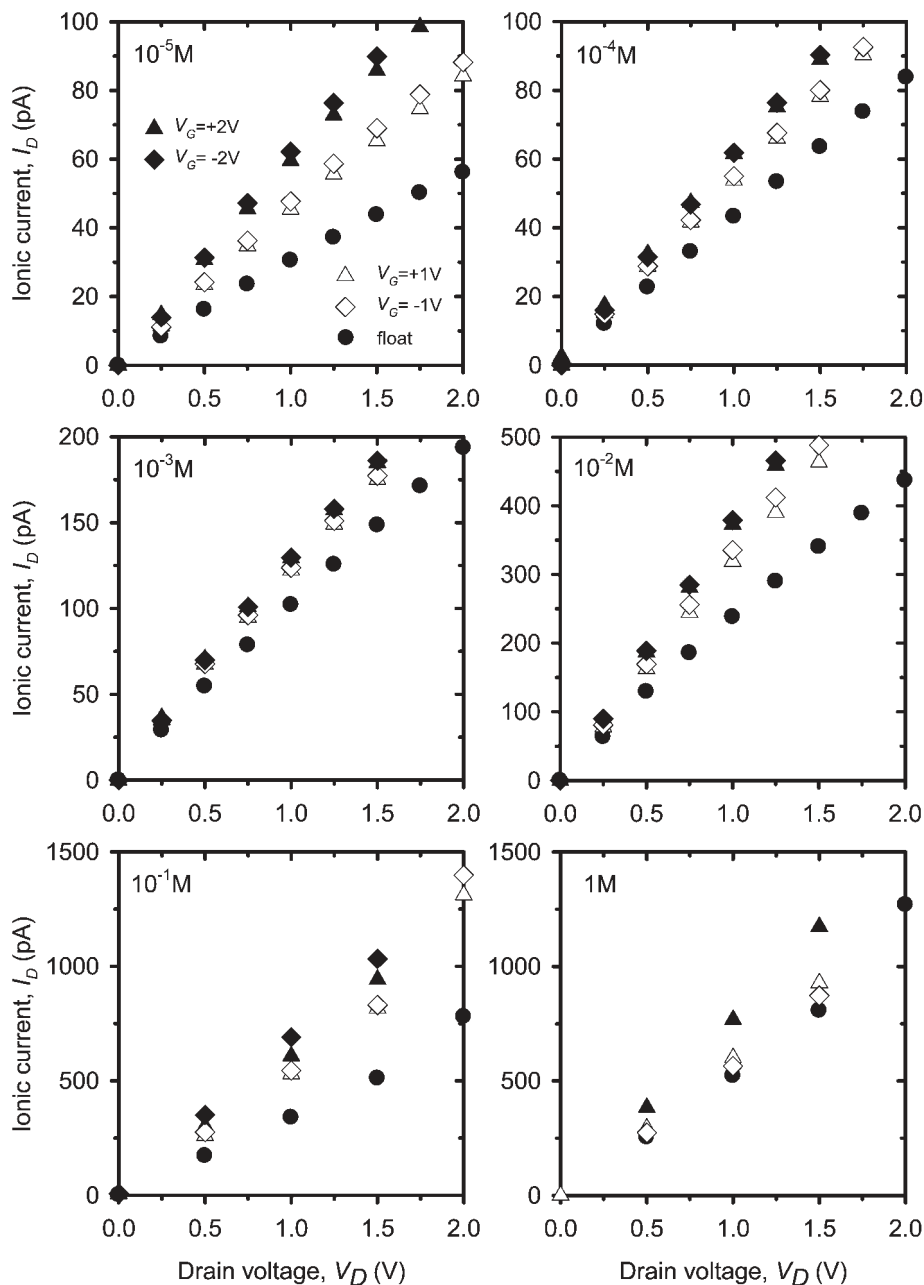 100
80
60
40
20
0
Ionic current, I_D (pA)
10⁻⁵M
V_G=+2V
V_G= -2V
V_G=+1V
V_G= -1V
float
0.0 0.5 1.0 1.5 2.0
100
80
60
40
20
0
10⁻⁴M
0.0 0.5 1.0 1.5 2.0
200
150
100
50
0
Ionic current, I_D (pA)
10⁻³M
0.0 0.5 1.0 1.5 2.0
500
400
300
200
100
0
10⁻²M
0.0 0.5 1.0 1.5 2.0
1500
1000
500
0
Ionic current, I_D (pA)
10⁻¹M
0.0 0.5 1.0 1.5 2.0
Drain voltage, V_D (V)
1500
1000
500
0
1M
0.0 0.5 1.0 1.5 2.0
Drain voltage, V_D (V)